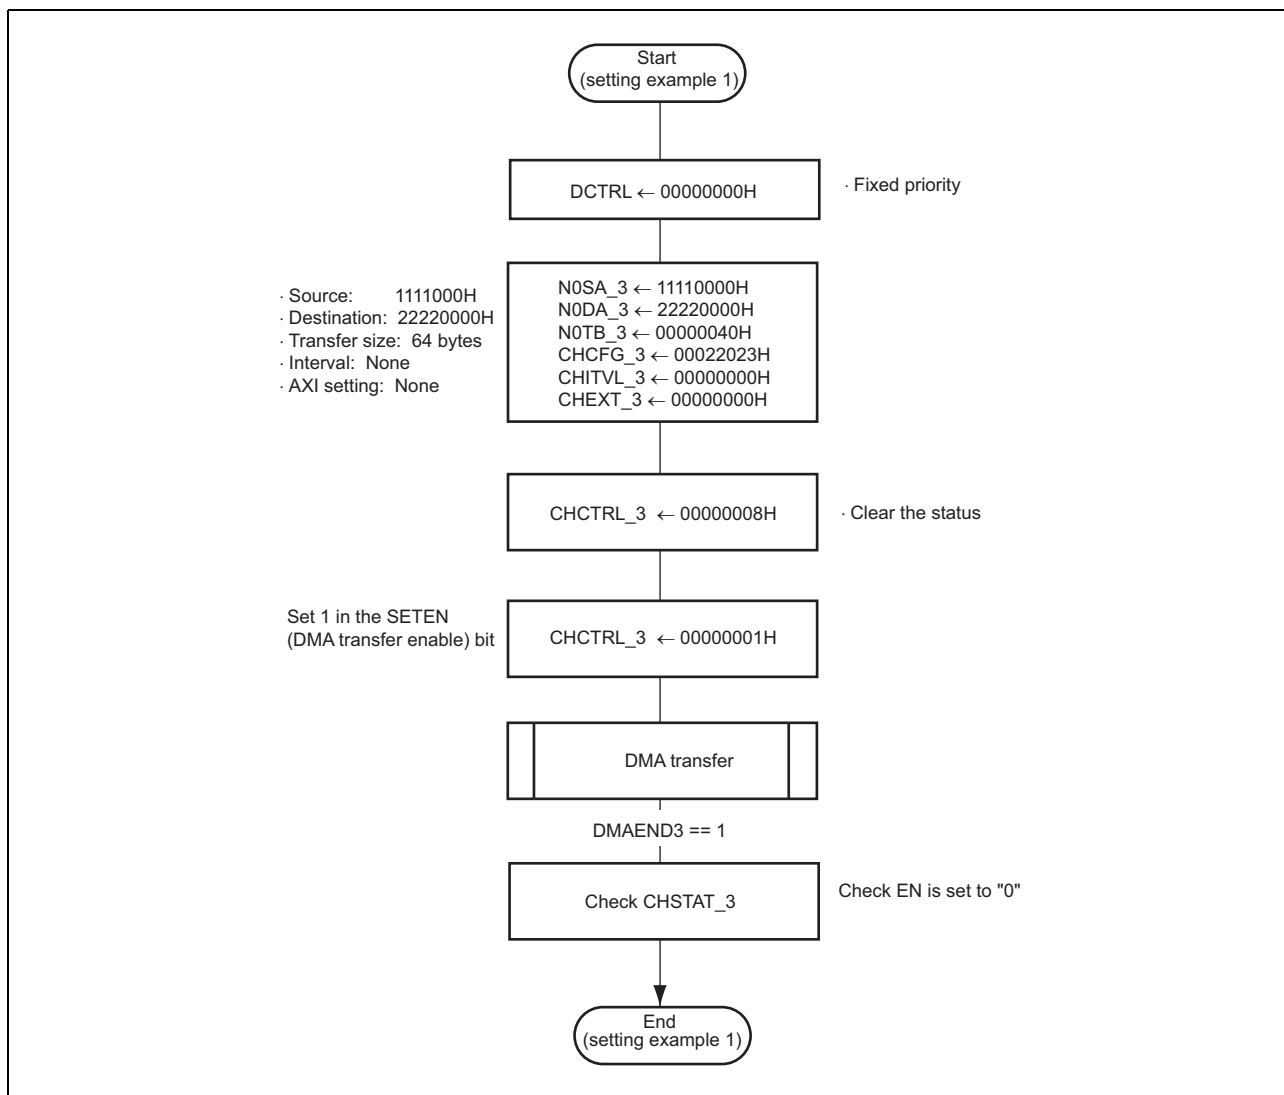 Start
(setting example 1)
DCTRL ← 00000000H
· Fixed priority
· Source: 1111000H
· Destination: 22220000H
· Transfer size: 64 bytes
· Interval: None
· AXI setting: None
N0SA_3 ← 11110000H
N0DA_3 ← 22220000H
N0TB_3 ← 00000040H
CHCFG_3 ← 00022023H
CHITVL_3 ← 00000000H
CHEXT_3 ← 00000000H
CHCTRL_3 ← 00000008H
· Clear the status
Set 1 in the SETEN
(DMA transfer enable) bit
CHCTRL_3 ← 00000001H
DMA transfer
DMAEND3 == 1
Check CHSTAT_3
Check EN is set to "0"
End
(setting example 1)